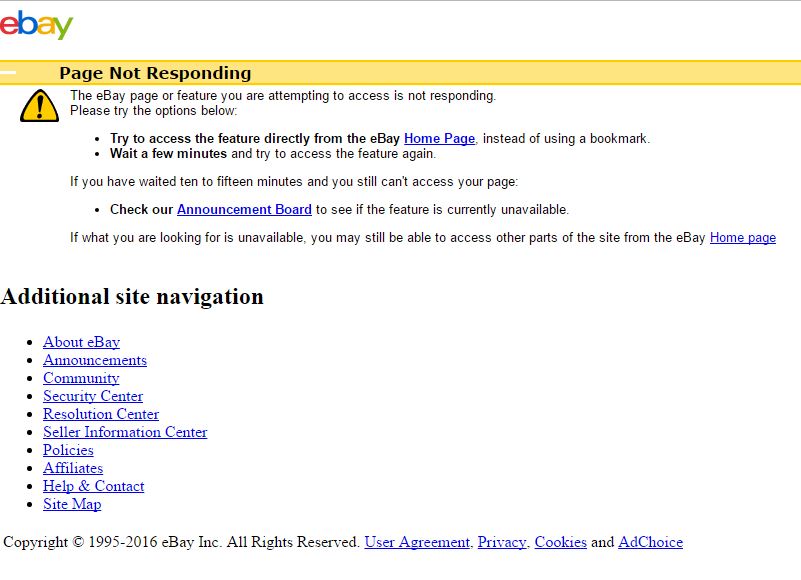 ebay
Page Not Responding
The eBay page or feature you are attempting to access is not responding.
Please try the options below:
• Try to access the feature directly from the eBay Home Page, instead of using a bookmark.
• Wait a few minutes and try to access the feature again.
If you have waited ten to fifteen minutes and you still can't access your page:
• Check our Announcement Board to see if the feature is currently unavailable.
If what you are looking for is unavailable, you may still be able to access other parts of the site from the eBay Home page
Additional site navigation
• About eBay
• Announcements
• Community
• Security Center
• Resolution Center
• Seller Information Center
• Policies
• Affiliates
• Help & Contact
• Site Map
Copyright © 1995-2016 eBay Inc. All Rights Reserved. User Agreement, Privacy, Cookies and AdChoice